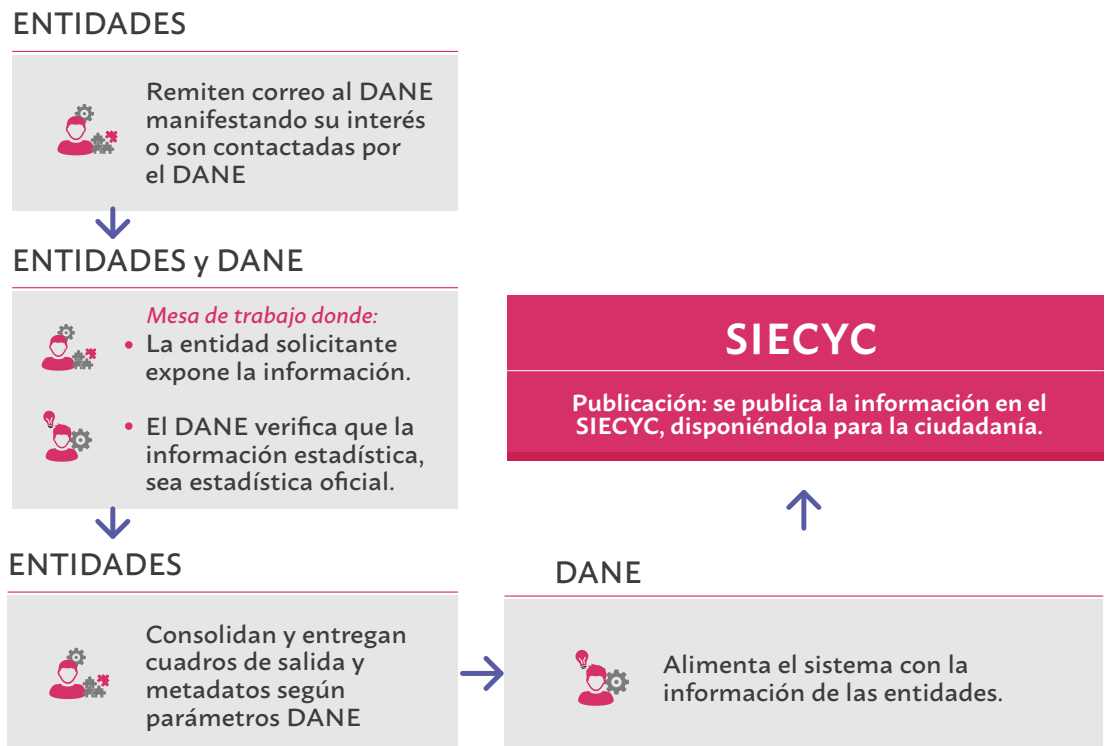 ENTIDADES
Remiten correo al DANE
manifestando su interés
o son contactadas por
el DANE
ENTIDADES y DANE
Mesa de trabajo donde:
• La entidad solicitante
expone la información.
• El DANE verifica que la
información estadística,
sea estadística oficial.
ENTIDADES
Consolidan y entregan
cuadros de salida y
metadatos según
parámetros DANE
DANE
Alimenta el sistema con la
información de las entidades.
SIECYC
Publicación: se publica la información en el
SIECYC, disponiéndola para la ciudadanía.